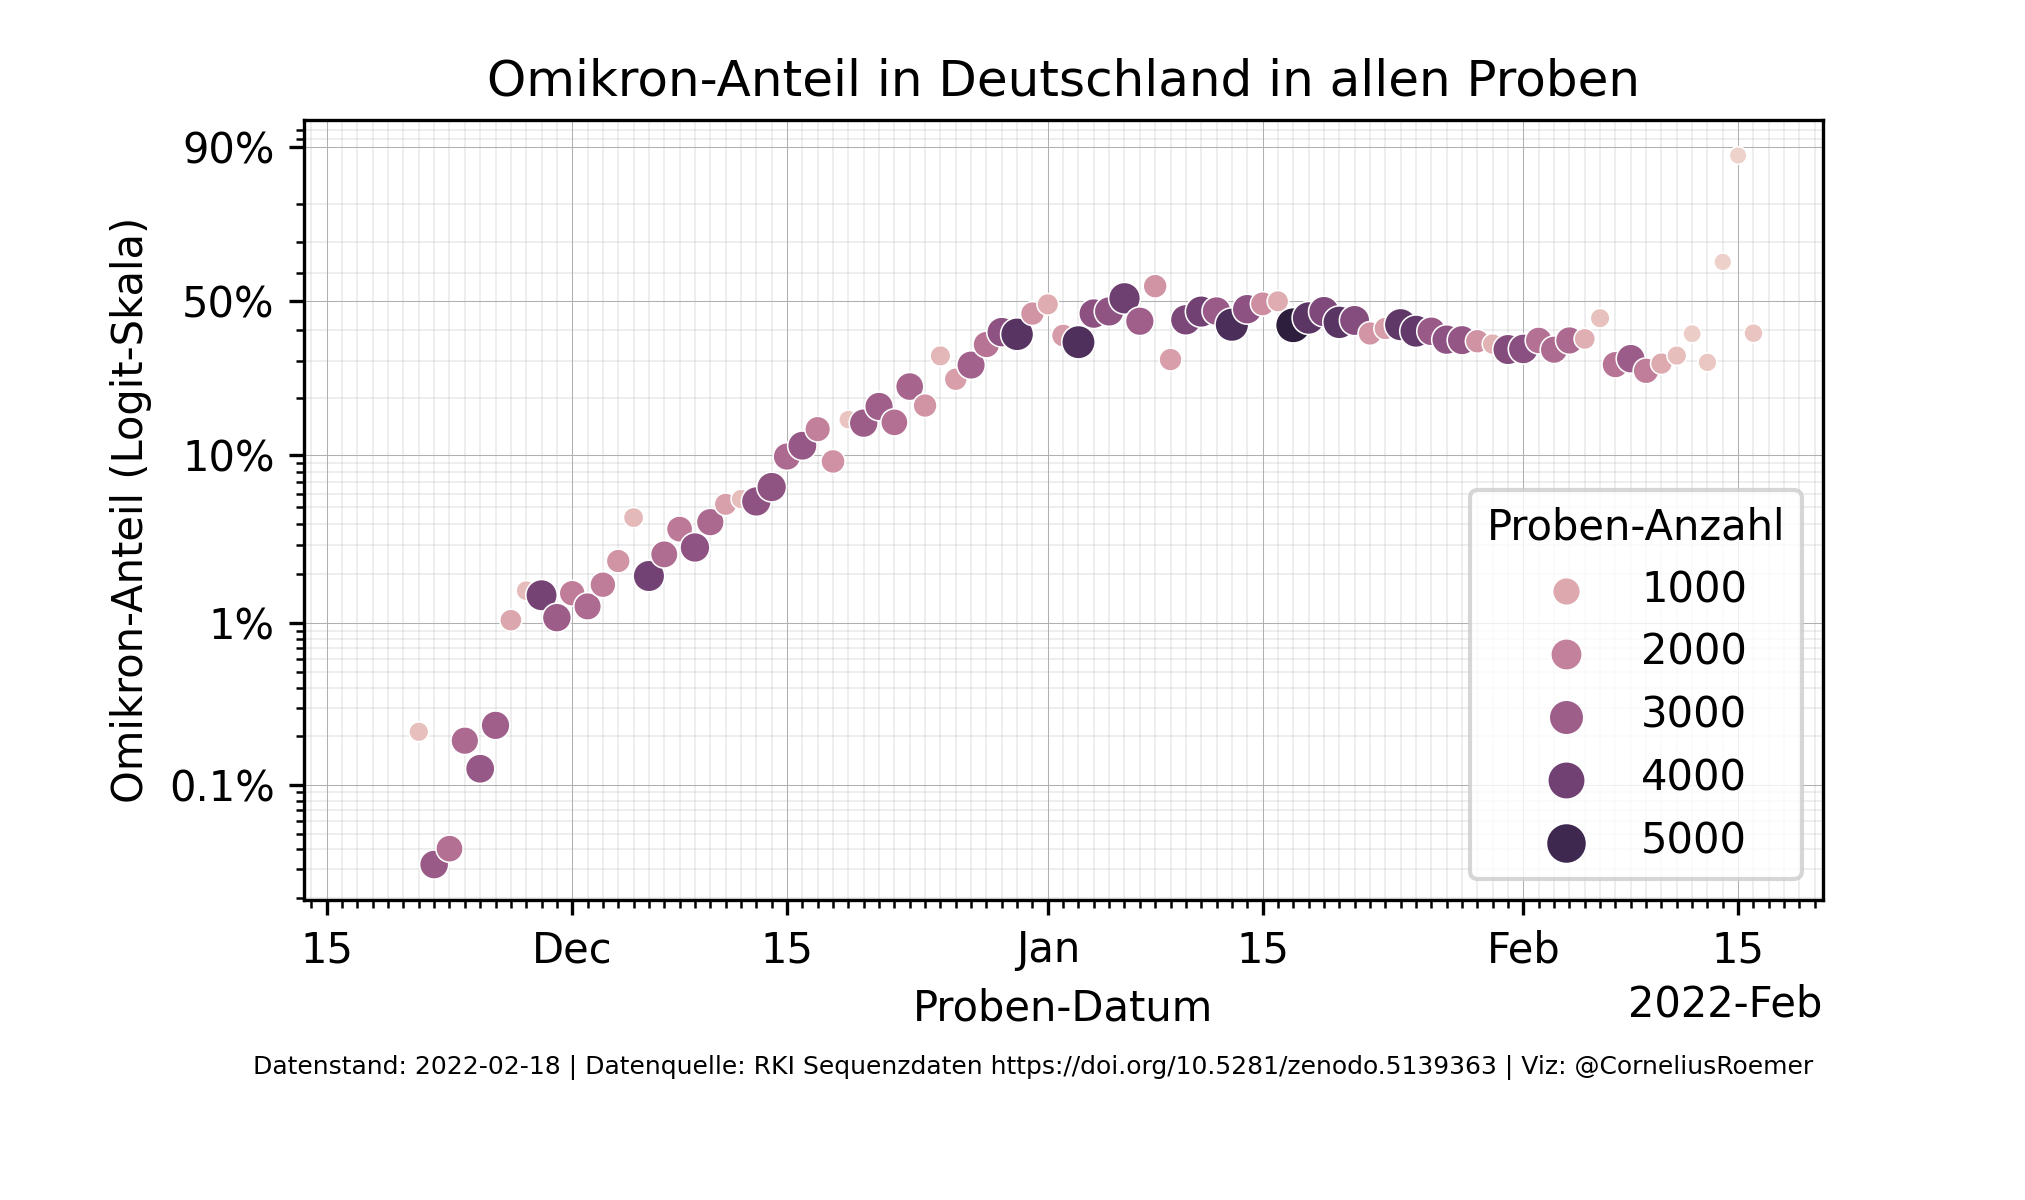 Omikron-Anteil in Deutschland in allen Proben
Omikron-Anteil (Logit-Skala)
90%
50%
10%
1%
0.1%
Proben-Anzahl
1000
2000
3000
4000
5000
15 Dec 15 Jan 15 Feb 15
Proben-Datum
2022-Feb
Datenstand: 2022-02-18 | Datenquelle: RKI Sequenzdaten https://doi.org/10.5281/zenodo.5139363 | Viz: @CorneliusRoemer